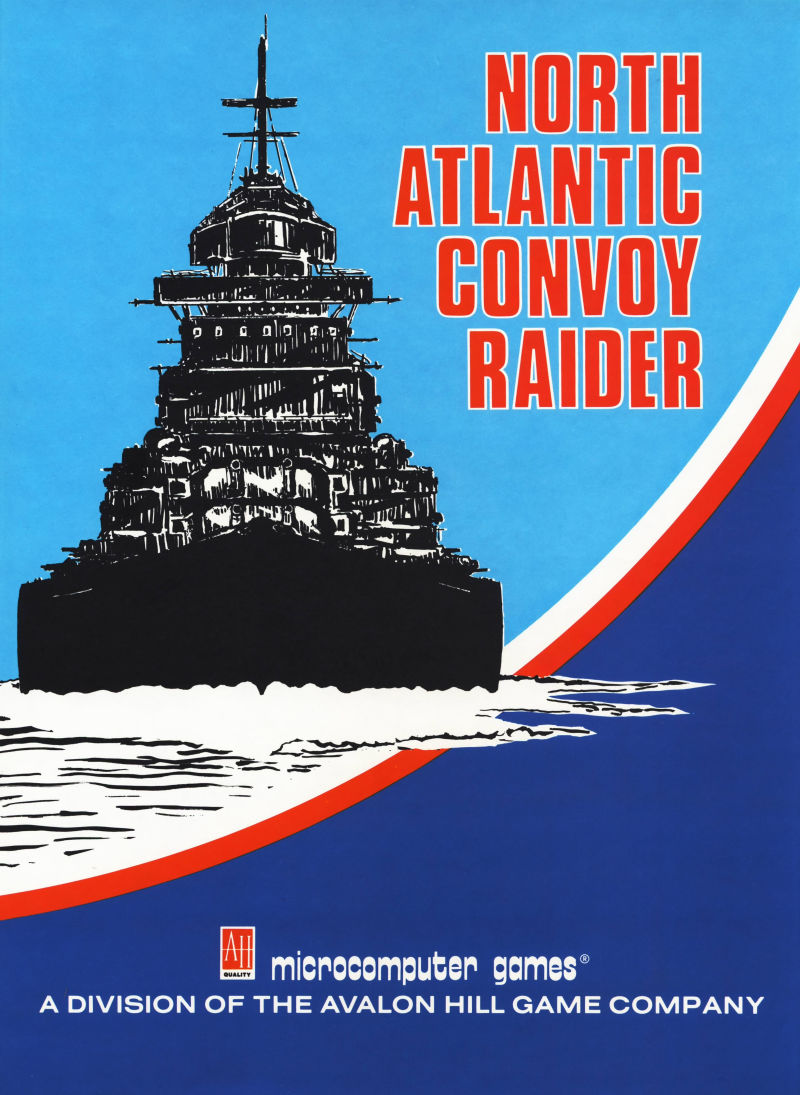 NORTH
ATLANTIC
CONVOY
RAIDER
AH
QUALITY
microcomputer games®
A DIVISION OF THE AVALON HILL GAME COMPANY